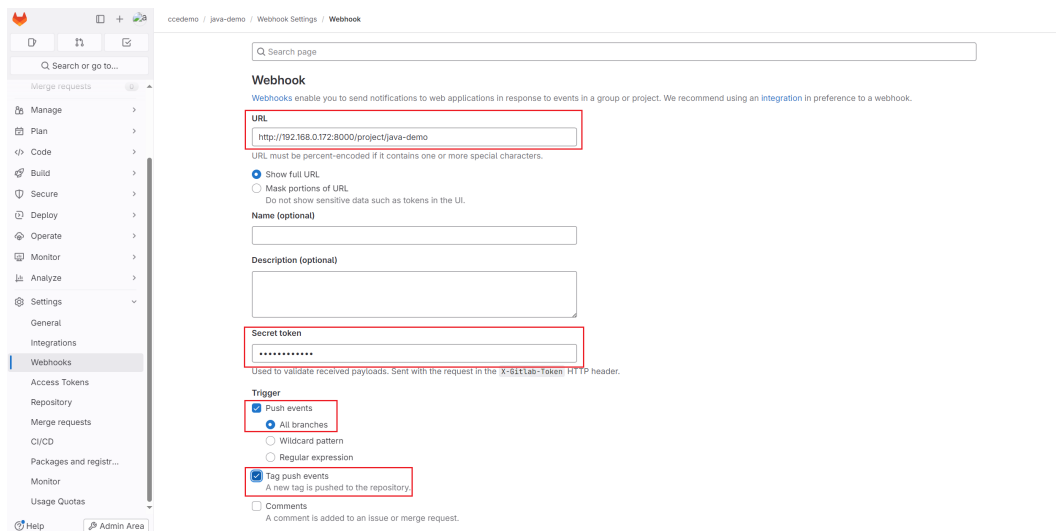 a
ccedemo / java-demo / Webhook Settings / Webhook
Search or go to...
Merge requests
Manage
Plan
Code
Build
Secure
Deploy
Operate
Monitor
Analyze
Settings
General
Integrations
Webhooks
Access Tokens
Repository
Merge requests
CI/CD
Packages and registr...
Monitor
Usage Quotas
Help
Admin Area
Search page
Webhook
Webhooks enable you to send notifications to web applications in response to events in a group or project. We recommend using an integration in preference to a webhook.
URL
http://192.168.0.172:8000/project/java-demo
URL must be percent-encoded if it contains one or more special characters.
Show full URL
Mask portions of URL
Do not show sensitive data such as tokens in the UI.
Name (optional)
Description (optional)
Secret token
••••••••••••
Used to validate received payloads. Sent with the request in the X-Gitlab-Token HTTP header.
Trigger
Push events
All branches
Wildcard pattern
Regular expression
Tag push events
A new tag is pushed to the repository.
Comments
A comment is added to an issue or merge request.